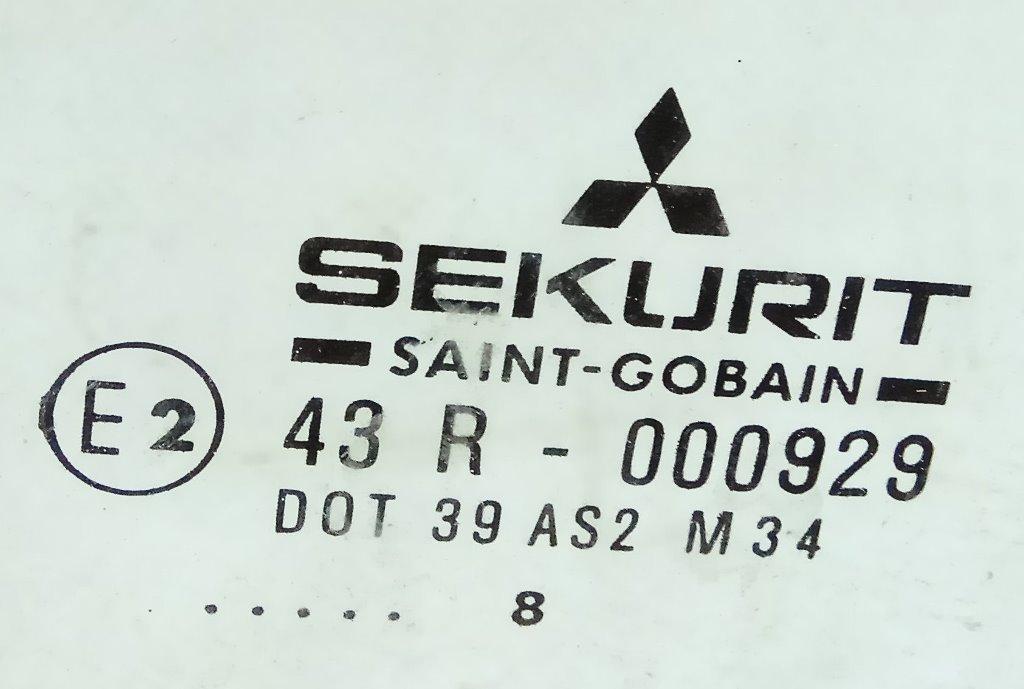 SEKURIT
SAINT-GOBAIN
E2 43 R - 000929
DOT 39 AS2 M34
..... 8